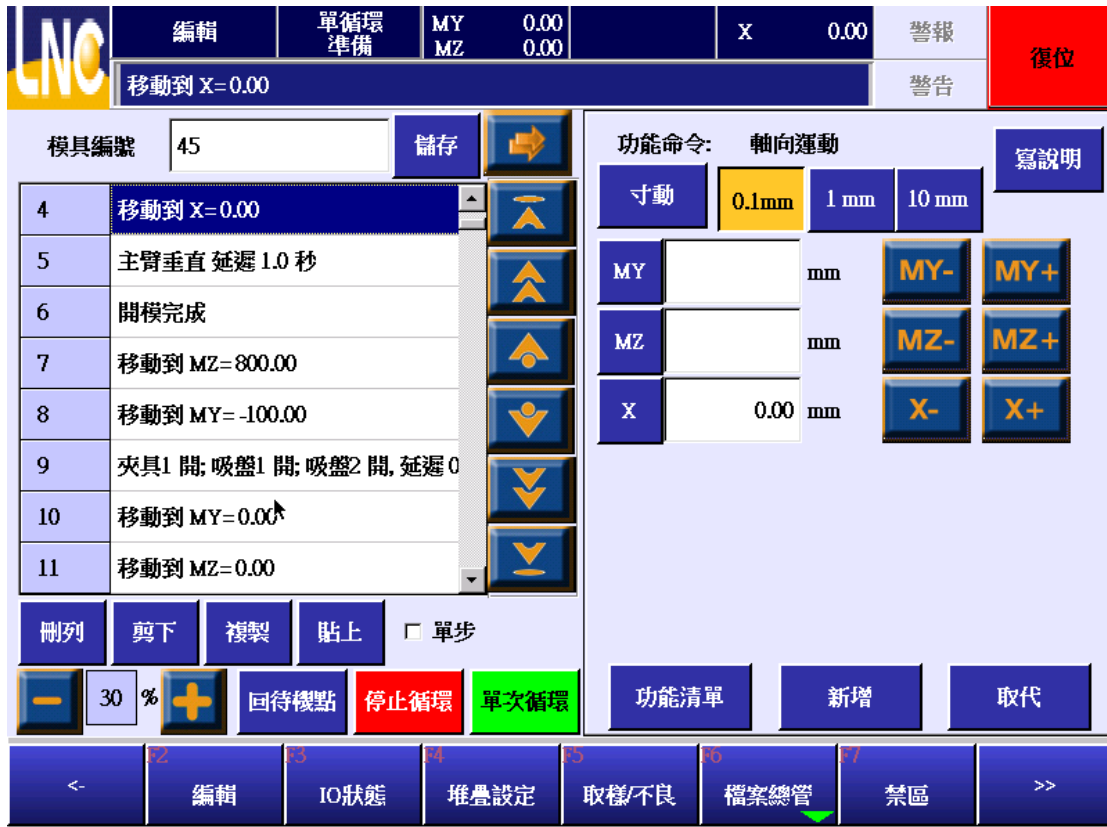 LNC
編輯
單循環
準備
MY 0.00
MZ 0.00
X 0.00
警報
復位
移動到 X=0.00
警告
模具編號
45
儲存
4 移動到 X=0.00
5 主臂垂直 延遲 1.0 秒
6 開模完成
7 移動到 MZ=800.00
8 移動到 MY=-100.00
9 夾具1 開; 吸盤1 開; 吸盤2 開, 延遲 0
10 移動到 MY=0.00
11 移動到 MZ=0.00
刪列
剪下
複製
貼上
單步
30 %
回待機點
停止循環
單次循環
功能命令: 軸向運動
寫說明
寸動
0.1mm
1 mm
10 mm
MY mm MY- MY+
MZ mm MZ- MZ+
X 0.00 mm X- X+
功能清單
新增
取代
<-
F2 編輯
F3 IO狀態
F4 堆疊設定
F5 取樣/不良
F6 檔案總管
F7 禁區
>>